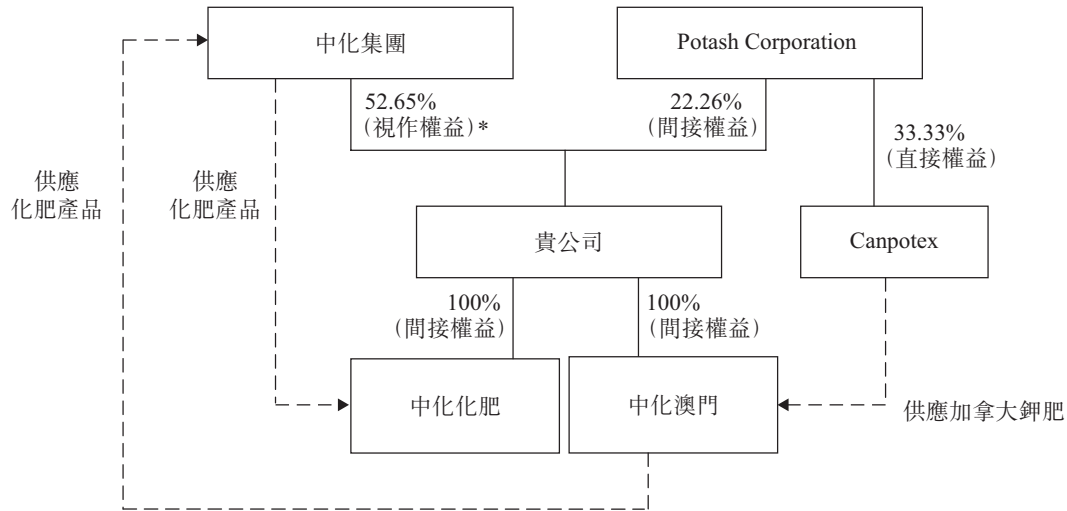 中化集團
Potash Corporation
52.65%
(視作權益)*
22.26%
(間接權益)
33.33%
(直接權益)
供應
化肥產品
供應
化肥產品
貴公司
Canpotex
100%
(間接權益)
100%
(間接權益)
中化化肥
中化澳門
供應加拿大鉀肥